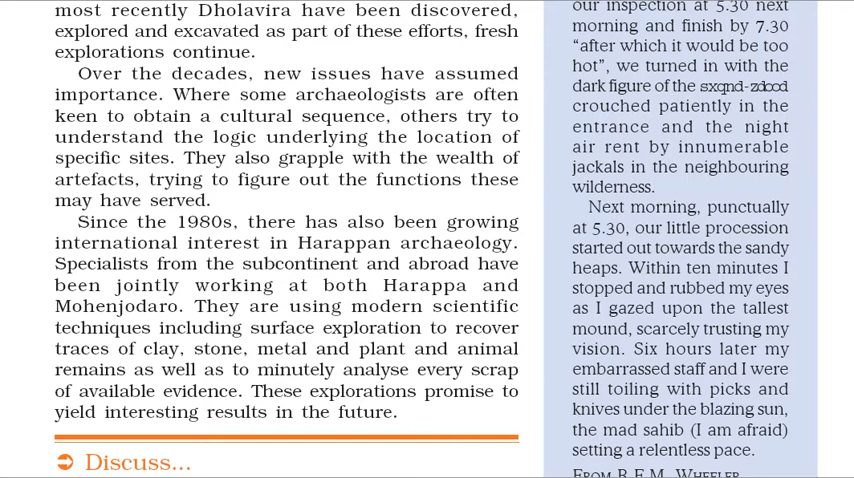 most recently Dholavira have been discovered,
explored and excavated as part of these efforts, fresh
explorations continue.
Over the decades, new issues have assumed
importance. Where some archaeologists are often
keen to obtain a cultural sequence, others try to
understand the logic underlying the location of
specific sites. They also grapple with the wealth of
artefacts, trying to figure out the functions these
may have served.
Since the 1980s, there has also been growing
international interest in Harappan archaeology.
Specialists from the subcontinent and abroad have
been jointly working at both Harappa and
Mohenjodaro. They are using modern scientific
techniques including surface exploration to recover
traces of clay, stone, metal and plant and animal
remains as well as to minutely analyse every scrap
of available evidence. These explorations promise to
yield interesting results in the future.
➲ Discuss...
our inspection at 5.30 next
morning and finish by 7.30
“after which it would be too
hot”, we turned in with the
dark figure of the
crouched patiently in the
entrance and the night
air rent by innumerable
jackals in the neighbouring
wilderness.
Next morning, punctually
at 5.30, our little procession
started out towards the sandy
heaps. Within ten minutes I
stopped and rubbed my eyes
as I gazed upon the tallest
mound, scarcely trusting my
vision. Six hours later my
embarrassed staff and I were
still toiling with picks and
knives under the blazing sun,
the mad sahib (I am afraid)
setting a relentless pace.
FROM R.E.M. WHEELER